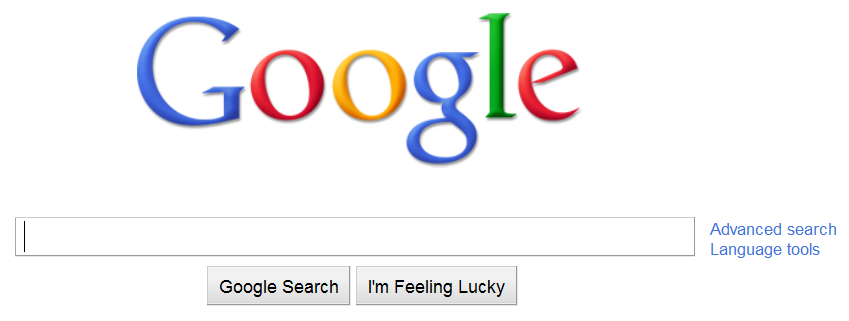 Google
Advanced search
Language tools
Google Search
I'm Feeling Lucky